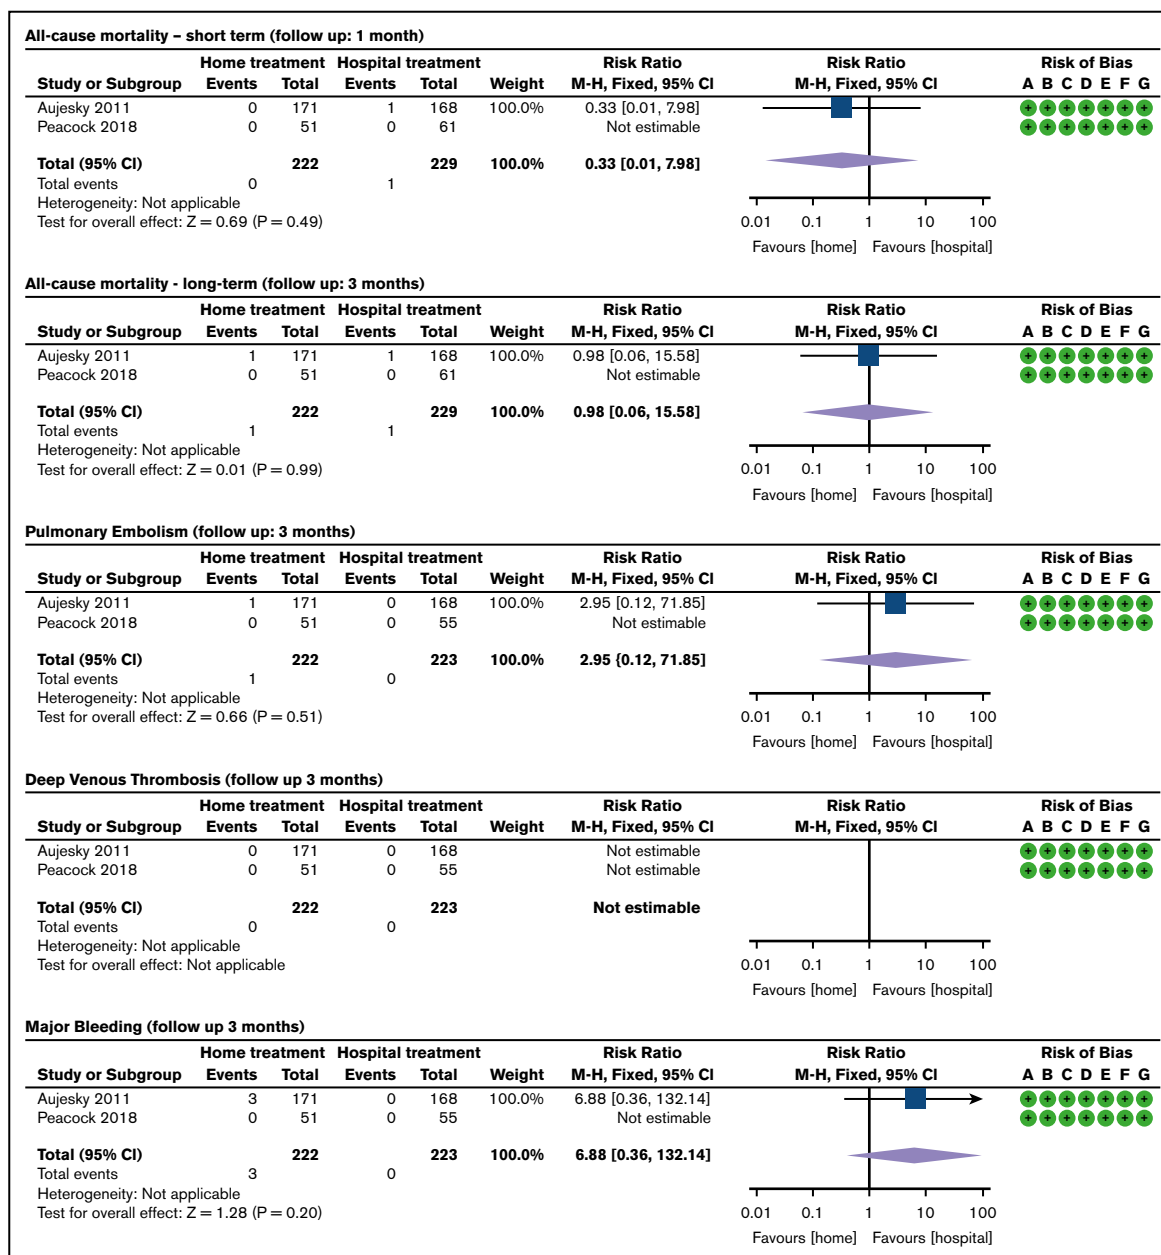 All-cause mortality – short term (follow up: 1 month)
Home treatment Hospital treatment Risk Ratio Risk Ratio Risk of Bias
Study or Subgroup Events Total Events Total Weight M-H, Fixed, 95% CI M-H, Fixed, 95% CI A B C D E F G
Aujesky 2011 0 171 1 168 100.0% 0.33 [0.01, 7.98] + + + + + + +
Peacock 2018 0 51 0 61 Not estimable + + + + + + +
Total (95% CI) 222 229 100.0% 0.33 [0.01, 7.98]
Total events 0 1
Heterogeneity: Not applicable
Test for overall effect: Z = 0.69 (P = 0.49)
0.01 0.1 1 10 100
Favours [home] Favours [hospital]
All-cause mortality - long-term (follow up: 3 months)
Home treatment Hospital treatment Risk Ratio Risk Ratio Risk of Bias
Study or Subgroup Events Total Events Total Weight M-H, Fixed, 95% CI M-H, Fixed, 95% CI A B C D E F G
Aujesky 2011 1 171 1 168 100.0% 0.98 [0.06, 15.58] + + + + + + +
Peacock 2018 0 51 0 61 Not estimable + + + + + + +
Total (95% CI) 222 229 100.0% 0.98 [0.06, 15.58]
Total events 1 1
Heterogeneity: Not applicable
Test for overall effect: Z = 0.01 (P = 0.99)
0.01 0.1 1 10 100
Favours [home] Favours [hospital]
Pulmonary Embolism (follow up: 3 months)
Home treatment Hospital treatment Risk Ratio Risk Ratio Risk of Bias
Study or Subgroup Events Total Events Total Weight M-H, Fixed, 95% CI M-H, Fixed, 95% CI A B C D E F G
Aujesky 2011 1 171 0 168 100.0% 2.95 [0.12, 71.85] + + + + + + +
Peacock 2018 0 51 0 55 Not estimable + + + + + + +
Total (95% CI) 222 223 100.0% 2.95 {0.12, 71.85]
Total events 1 0
Heterogeneity: Not applicable
Test for overall effect: Z = 0.66 (P = 0.51)
0.01 0.1 1 10 100
Favours [home] Favours [hospital]
Deep Venous Thrombosis (follow up 3 months)
Home treatment Hospital treatment Risk Ratio Risk Ratio Risk of Bias
Study or Subgroup Events Total Events Total Weight M-H, Fixed, 95% CI M-H, Fixed, 95% CI A B C D E F G
Aujesky 2011 0 171 0 168 Not estimable + + + + + + +
Peacock 2018 0 51 0 55 Not estimable + + + + + + +
Total (95% CI) 222 223 Not estimable
Total events 0 0
Heterogeneity: Not applicable
Test for overall effect: Not applicable
0.01 0.1 1 10 100
Favours [home] Favours [hospital]
Major Bleeding (follow up 3 months)
Home treatment Hospital treatment Risk Ratio Risk Ratio Risk of Bias
Study or Subgroup Events Total Events Total Weight M-H, Fixed, 95% CI M-H, Fixed, 95% CI A B C D E F G
Aujesky 2011 3 171 0 168 100.0% 6.88 [0.36, 132.14] + + + + + + +
Peacock 2018 0 51 0 55 Not estimable + + + + + + +
Total (95% CI) 222 223 100.0% 6.88 [0.36, 132.14]
Total events 3 0
Heterogeneity: Not applicable
Test for overall effect: Z = 1.28 (P = 0.20)
0.01 0.1 1 10 100
Favours [home] Favours [hospital]